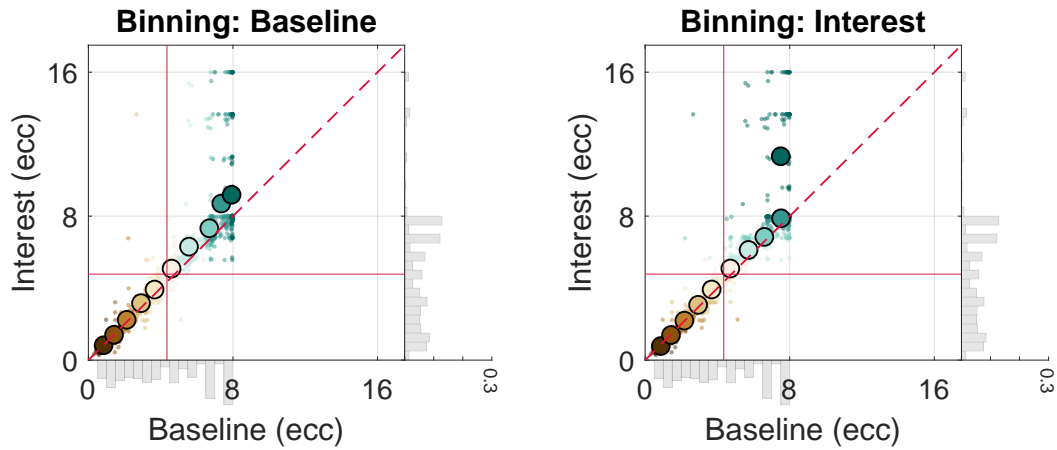 Binning: Baseline
16
8
0
Interest (ecc)
0
8
16
0.3
Baseline (ecc)
Binning: Interest
16
8
0
Interest (ecc)
0
8
16
0.3
Baseline (ecc)